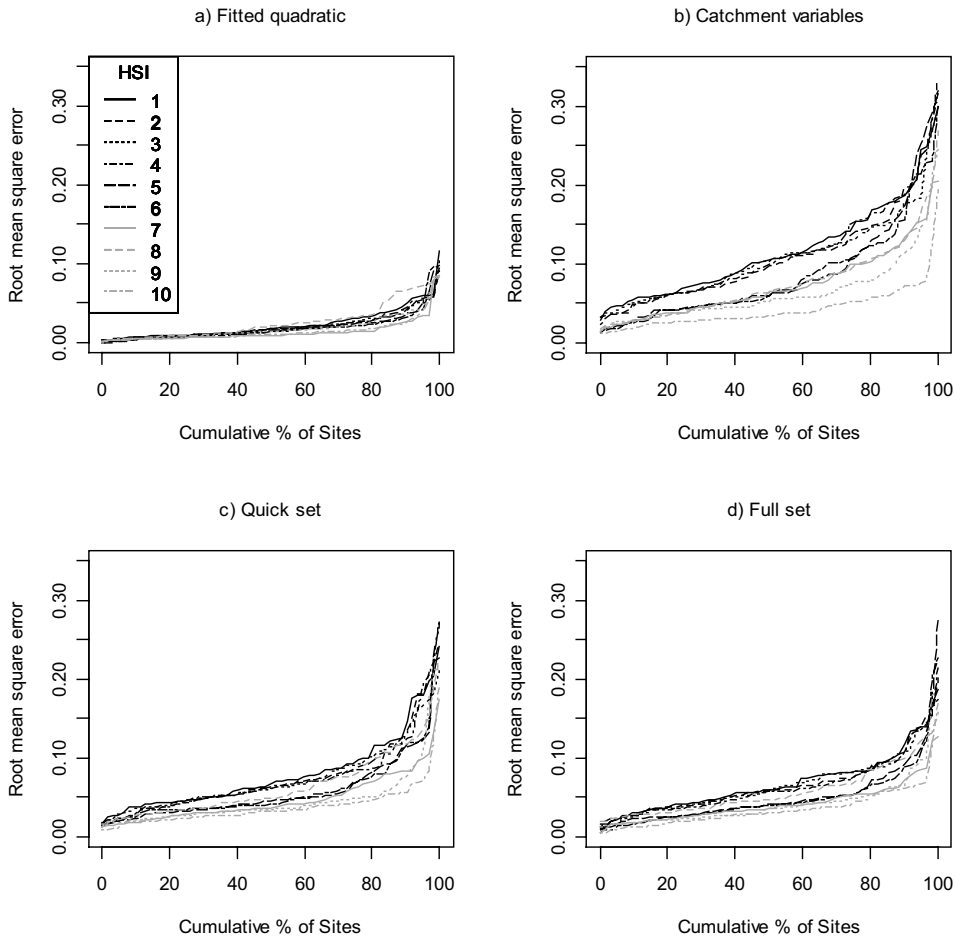 a) Fitted quadratic
Root mean square error
0.00
0.10
0.20
0.30
HSI
1
2
3
4
5
6
7
8
9
10
0 20 40 60 80 100
Cumulative % of Sites
b) Catchment variables
Root mean square error
0.00
0.10
0.20
0.30
0 20 40 60 80 100
Cumulative % of Sites
c) Quick set
Root mean square error
0.00
0.10
0.20
0.30
0 20 40 60 80 100
Cumulative % of Sites
d) Full set
Root mean square error
0.00
0.10
0.20
0.30
0 20 40 60 80 100
Cumulative % of Sites